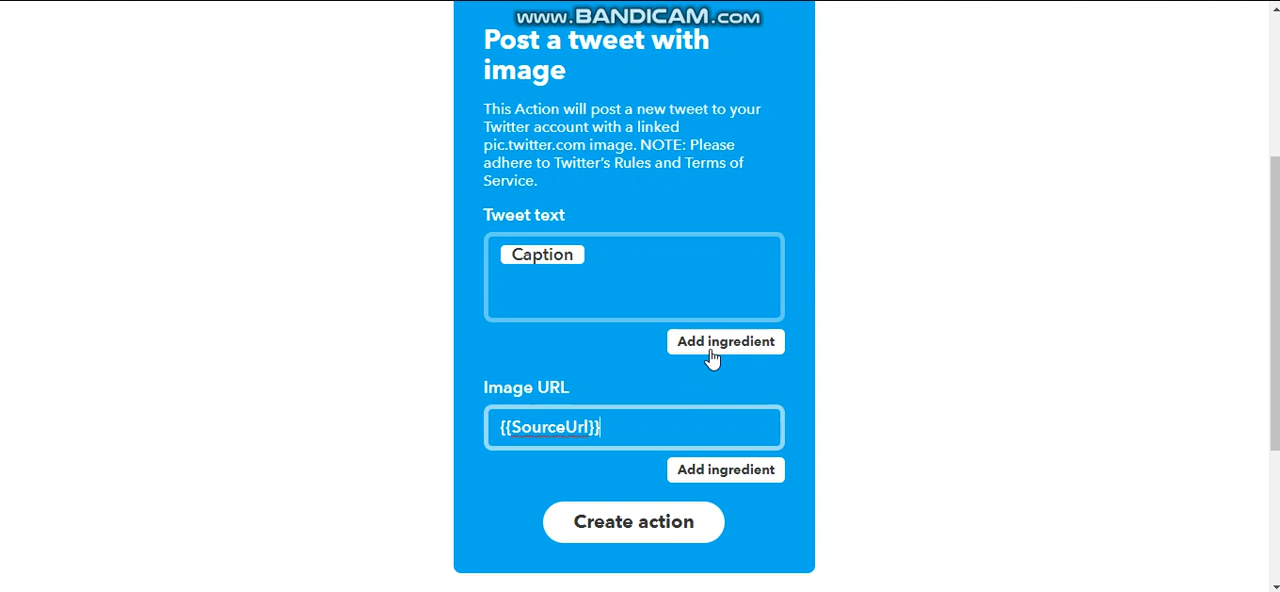 www.BANDICAM.com
Post a tweet with
image
This Action will post a new tweet to your
Twitter account with a linked
pic.twitter.com image. NOTE: Please
adhere to Twitter's Rules and Terms of
Service.
Tweet text
Caption
Add ingredient
Image URL
{{SourceUrl}}
Add ingredient
Create action